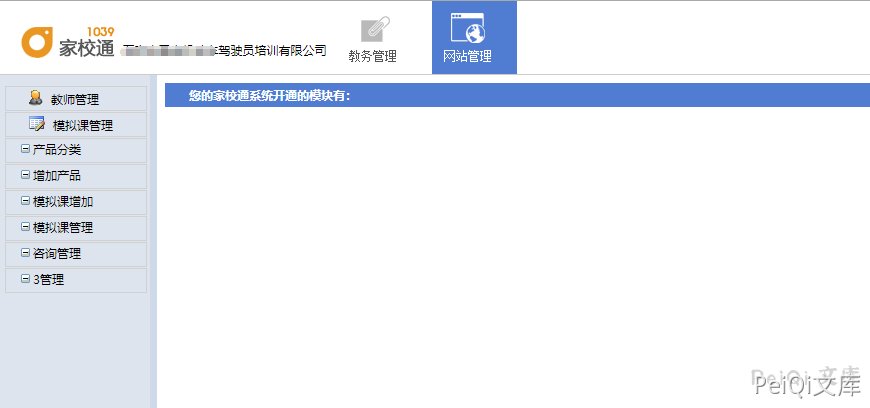 1039
家校通
驾驶员培训有限公司
教务管理
网站管理
教师管理
模拟课管理
产品分类
增加产品
模拟课增加
模拟课管理
咨询管理
3管理
您的家校通系统开通的模块有:
PeiQi 文库
PeiQi文库